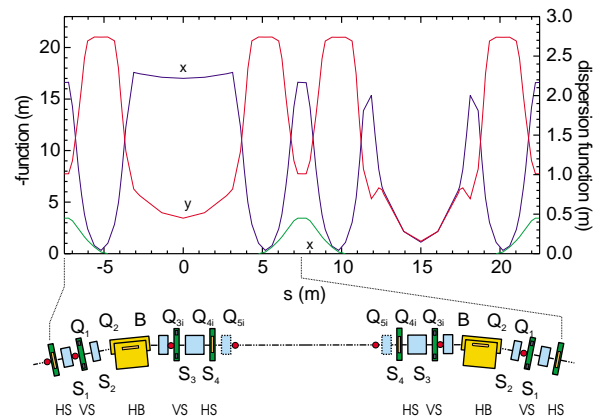 20
15
10
5
0
-function (m)
3.0
2.5
2.0
1.5
1.0
0.5
0.0
dispersion function (m)
x
y
x
-5 0 5 10 15 20
s (m)
Q1 Q2 B Q3i Q4i Q5i
S1 S2 S3 S4
HS VS HB VS HS
Q5i Q4i Q3i B Q2 Q1
S4 S3 S2 S1
HS VS HB VS HS